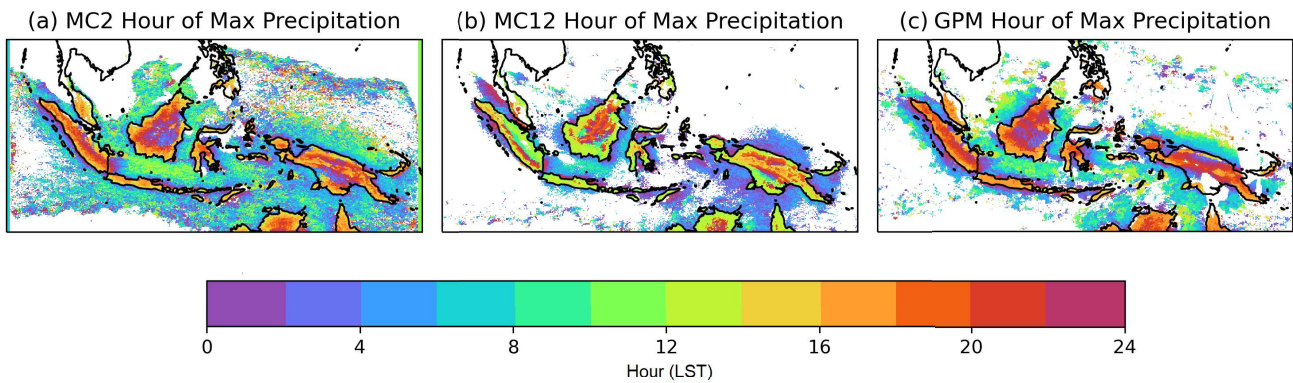 (a) MC2 Hour of Max Precipitation
(b) MC12 Hour of Max Precipitation
(c) GPM Hour of Max Precipitation
0 4 8 12 16 20 24
Hour (LST)